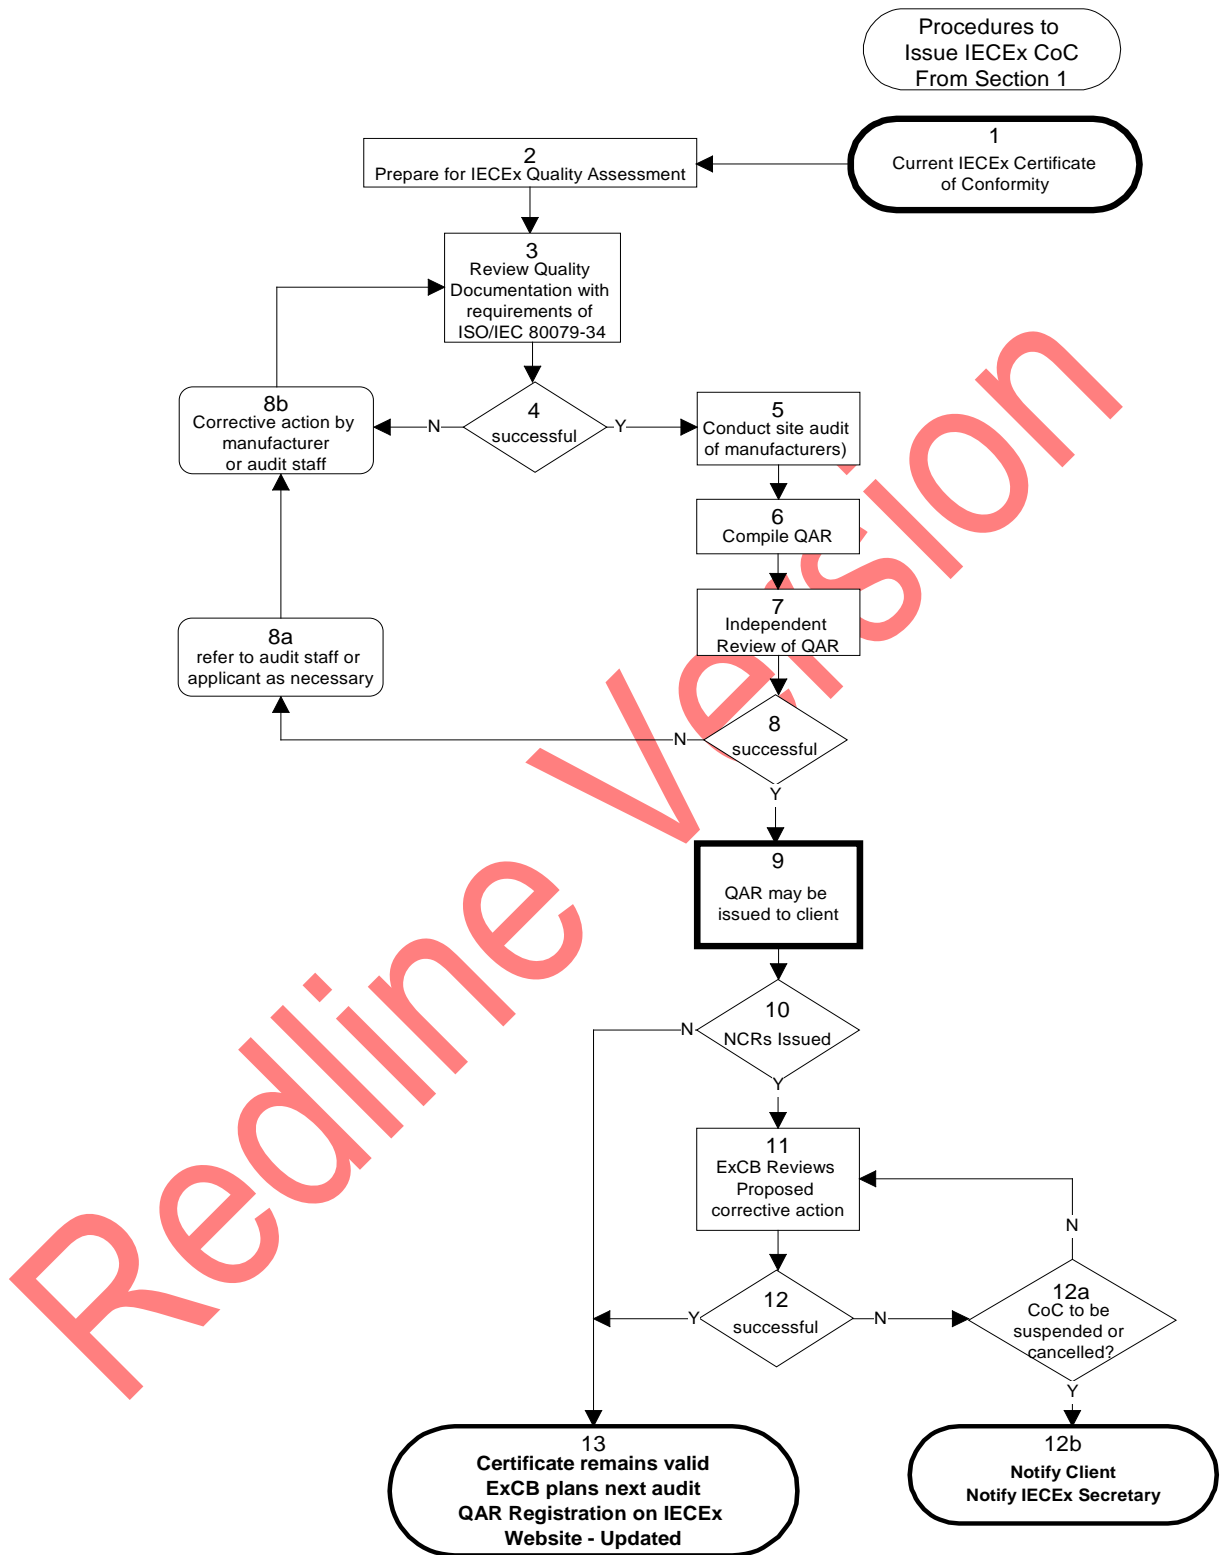 Procedures to
Issue IECEx CoC
From Section 1
1
Current IECEx Certificate
of Conformity
2
Prepare for IECEx Quality Assessment
3
Review Quality
Documentation with
requirements of
ISO/IEC 80079-34
8b
Corrective action by
manufacturer
or audit staff
N
4
successful
Y
5
Conduct site audit
of manufacturers)
6
Compile QAR
7
Independent
Review of QAR
8a
refer to audit staff or
applicant as necessary
N
8
successful
Y
9
QAR may be
issued to client
N
10
NCRs Issued
Y
11
ExCB Reviews
Proposed
corrective action
N
Y
12
successful
N
12a
CoC to be
suspended or
cancelled?
Y
13
Certificate remains valid
ExCB plans next audit
QAR Registration on IECEx
Website - Updated
12b
Notify Client
Notify IECEx Secretary
Redline Version